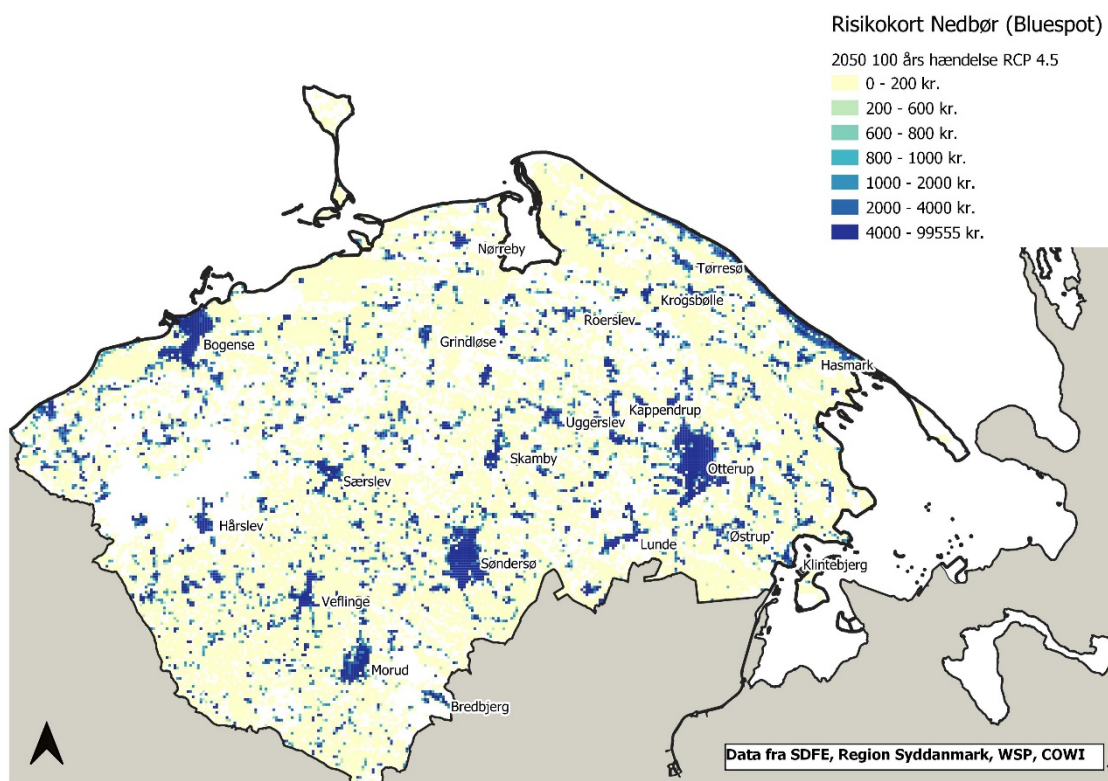 Risikokort Nedbør (Bluespot)
2050 100 års hændelse RCP 4.5
0 - 200 kr.
200 - 600 kr.
600 - 800 kr.
800 - 1000 kr.
1000 - 2000 kr.
2000 - 4000 kr.
4000 - 99555 kr.
Nørreby
Tørresø
Krogsbølle
Roerslev
Grindløse
Bogense
Hasmark
Kappendrup
Uggerslev
Skamby
Otterup
Særslev
Hårslev
Østrup
Lunde
Søndersø
Klintebjerg
Veflinge
Morud
Bredbjerg
Data fra SDFE, Region Syddanmark, WSP, COWI